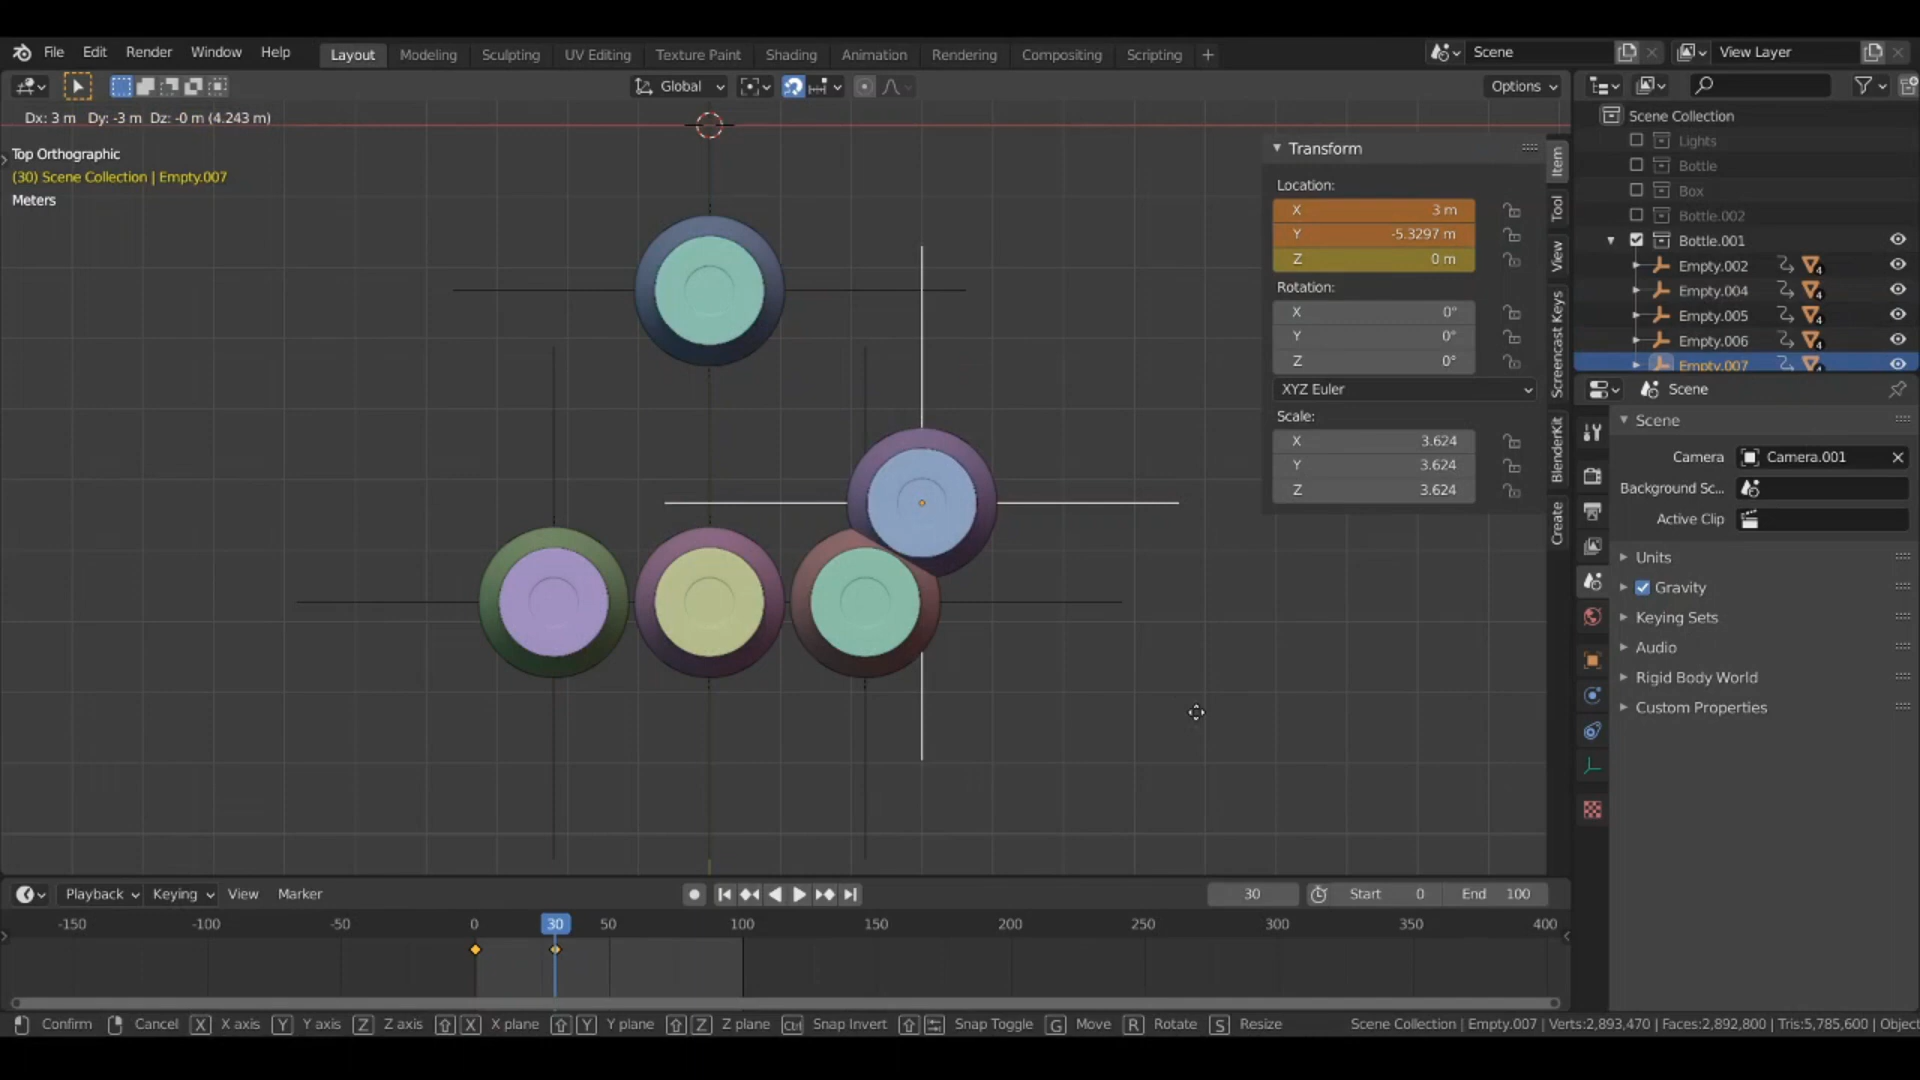 File Edit Render Window Help Layout Modeling Sculpting UV Editing Texture Paint Shading Animation Rendering Compositing Scripting + Scene View Layer
Global Options
Dx: 3 m Dy: -3 m Dz: -0 m (4.243 m)
Top Orthographic
(30) Scene Collection | Empty.007
Meters
Transform
Location:
X 3 m
Y -5.3297 m
Z 0 m
Rotation:
X 0°
Y 0°
Z 0°
XYZ Euler
Scale:
X 3.624
Y 3.624
Z 3.624
Item
Tool
View
Screencast Keys
BlenderKit
Create
Scene Collection
Lights
Bottle
Box
Bottle.002
Bottle.001
Empty.002 4
Empty.004 4
Empty.005 4
Empty.006 4
Empty.007 4
Scene
Scene
Camera Camera.001
Background Sc...
Active Clip
Units
Gravity
Keying Sets
Audio
Rigid Body World
Custom Properties
Playback Keying View Marker 30 Start 0 End 100
-150 -100 -50 0 30 50 100 150 200 250 300 350 400
Confirm Cancel X X axis Y Y axis Z Z axis X X plane Y Y plane Z Z plane Ctrl Snap Invert Snap Toggle G Move R Rotate S Resize Scene Collection | Empty.007 | Verts:2,893,470 | Faces:2,892,800 | Tris:5,785,600 | Object